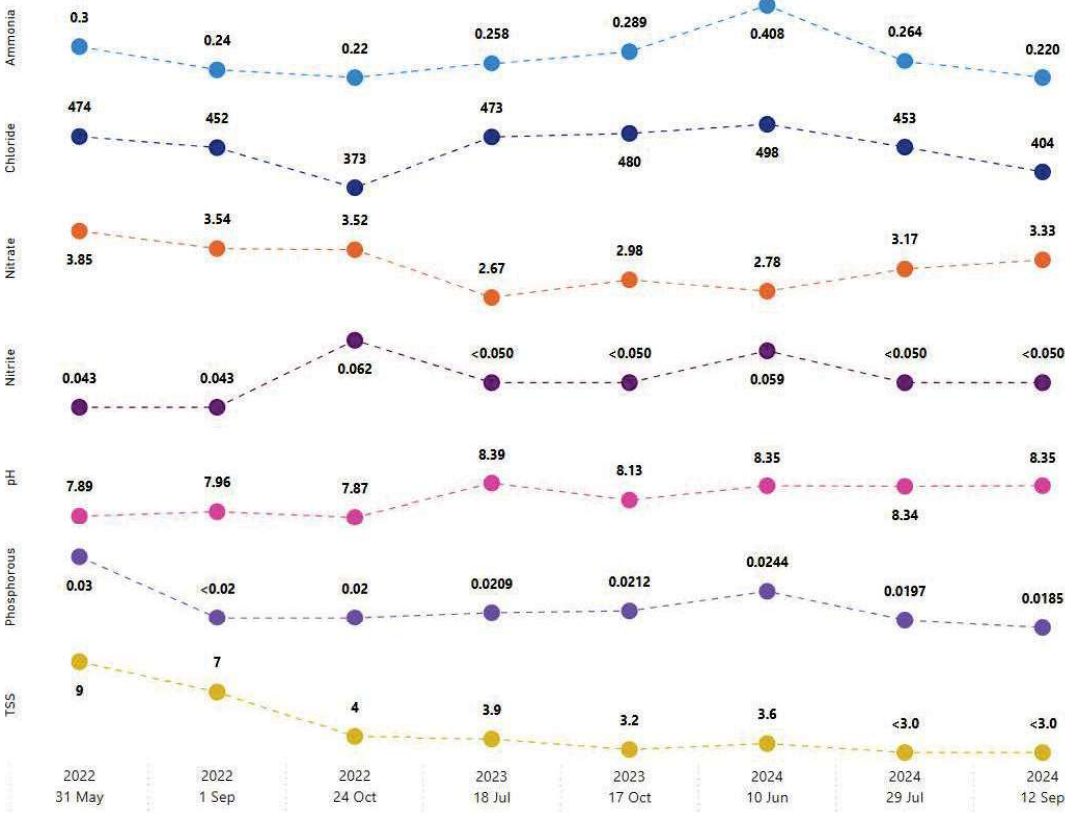 Ammonia
0.3 0.24 0.22 0.258 0.289 0.408 0.264 0.220
Chloride
474 452 373 473 480 498 453 404
Nitrate
3.85 3.54 3.52 2.67 2.98 2.78 3.17 3.33
Nitrite
0.043 0.043 0.062 <0.050 <0.050 0.059 <0.050 <0.050
pH
7.89 7.96 7.87 8.39 8.13 8.35 8.34 8.35
Phosphorous
0.03 <0.02 0.02 0.0209 0.0212 0.0244 0.0197 0.0185
TSS
9 7 4 3.9 3.2 3.6 <3.0 <3.0
2022 2022 2022 2023 2023 2024 2024 2024
31 May 1 Sep 24 Oct 18 Jul 17 Oct 10 Jun 29 Jul 12 Sep